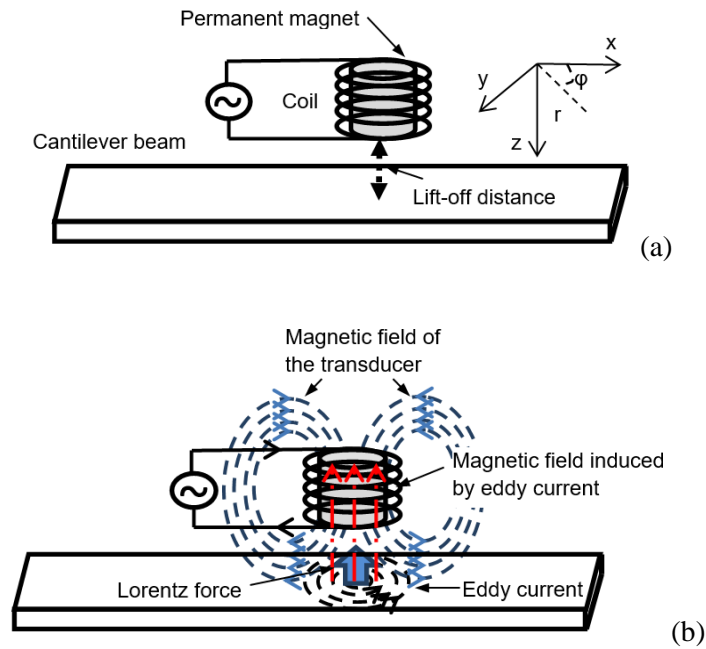 Permanent magnet
x
φ
y
Coil
r
z
Cantilever beam
Lift-off distance
(a)
Magnetic field of
the transducer
Magnetic field induced
by eddy current
Lorentz force
Eddy current
(b)